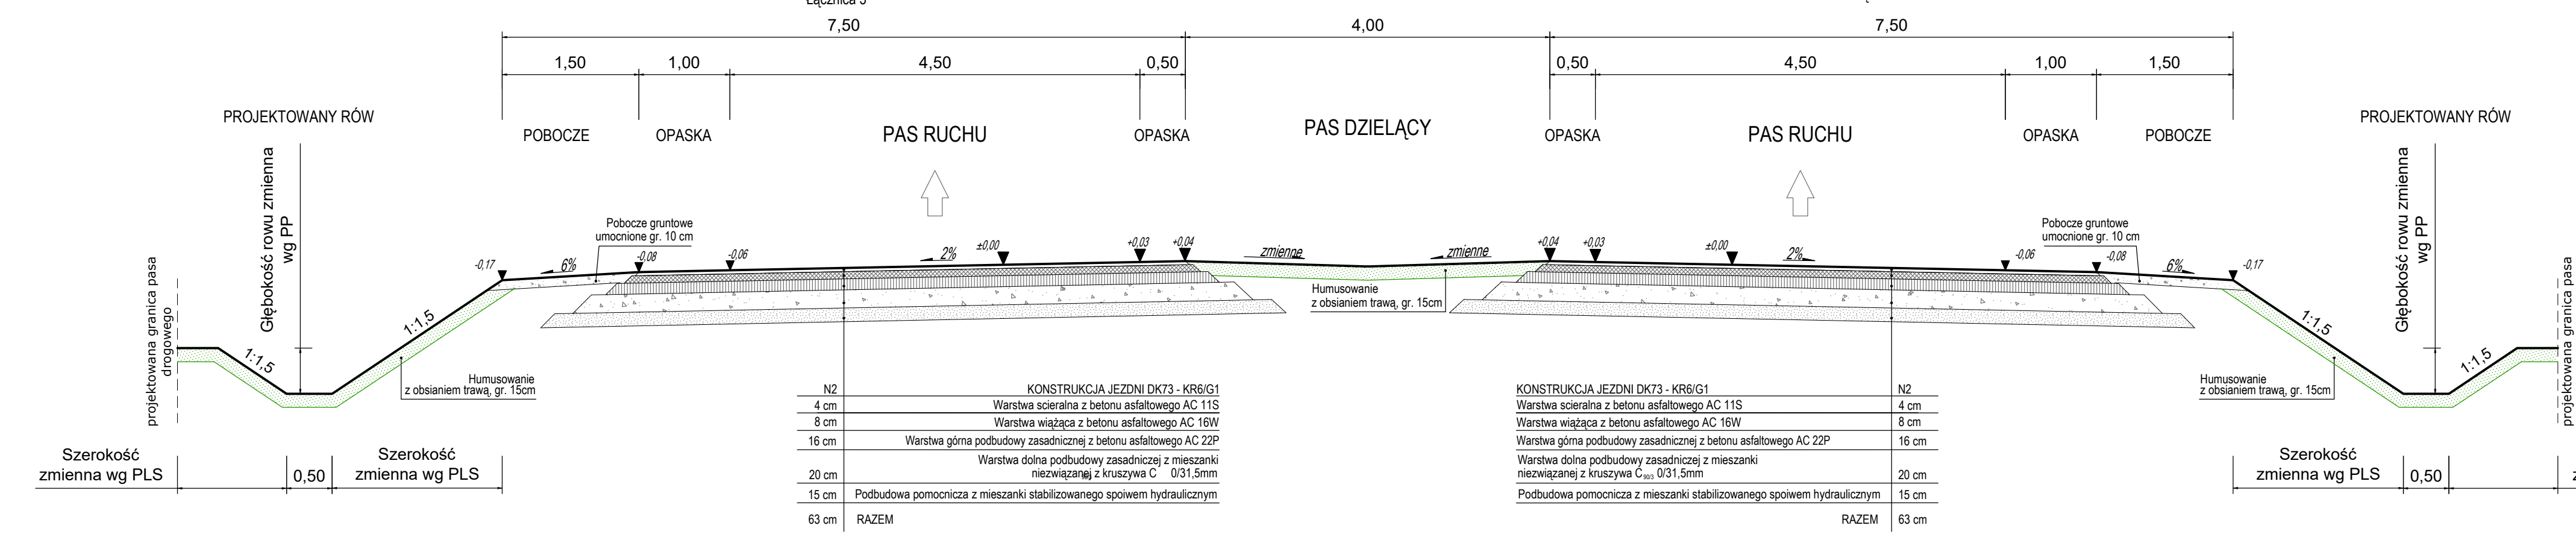 Łącznica 5
7,50 4,00 7,50
1,50 1,00 4,50 0,50 0,50 4,50 1,00 1,50
PROJEKTOWANY RÓW
PROJEKTOWANY RÓW
POBOCZE OPASKA PAS RUCHU OPASKA PAS DZIELĄCY OPASKA PAS RUCHU OPASKA POBOCZE
Głębokość rowu zmienna
wg PP
Pobocze gruntowe
umocnione gr. 10 cm
Pobocze gruntowe
umocnione gr. 10 cm
Głębokość rowu zmienna
wg PP
-0,17 6% -0,08 -0,06 2% ±0,00 +0,03 +0,04 zmienne zmienne +0,04 +0,03 ±0,00 2% -0,06 -0,08 6% -0,17
projektowana granica pasa
drogowego
1:1,5
1:1,5
Humusowanie
z obsianiem trawą, gr. 15cm
Humusowanie
z obsianiem trawą, gr. 15cm
1:1,5
1:1,5
Humusowanie
z obsianiem trawą, gr. 15cm
projektowana granica pasa
N2 KONSTRUKCJA JEZDNI DK73 - KR6/G1
4 cm Warstwa scieralna z betonu asfaltowego AC 11S
8 cm Warstwa wiążąca z betonu asfaltowego AC 16W
16 cm Warstwa górna podbudowy zasadnicznej z betonu asfaltowego AC 22P
Warstwa dolna podbudowy zasadniczej z mieszanki
20 cm niezwiązanej z kruszywa C 0/31,5mm
15 cm Podbudowa pomocnicza z mieszanki stabilizowanego spoiwem hydraulicznym
63 cm RAZEM
KONSTRUKCJA JEZDNI DK73 - KR6/G1 N2
Warstwa scieralna z betonu asfaltowego AC 11S 4 cm
Warstwa wiążąca z betonu asfaltowego AC 16W 8 cm
Warstwa górna podbudowy zasadnicznej z betonu asfaltowego AC 22P 16 cm
Warstwa dolna podbudowy zasadniczej z mieszanki
niezwiązanej z kruszywa C90/3 0/31,5mm 20 cm
Podbudowa pomocnicza z mieszanki stabilizowanego spoiwem hydraulicznym 15 cm
RAZEM 63 cm
Szerokość
zmienna wg PLS
0,50
Szerokość
zmienna wg PLS
Szerokość
zmienna wg PLS
0,50